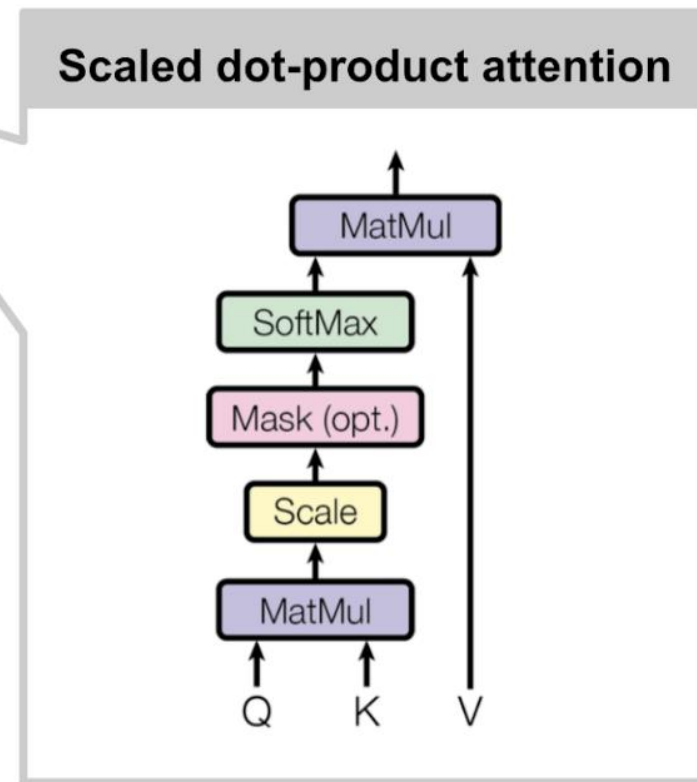 Scaled dot-product attention
MatMul
SoftMax
Mask (opt.)
Scale
MatMul
Q K V